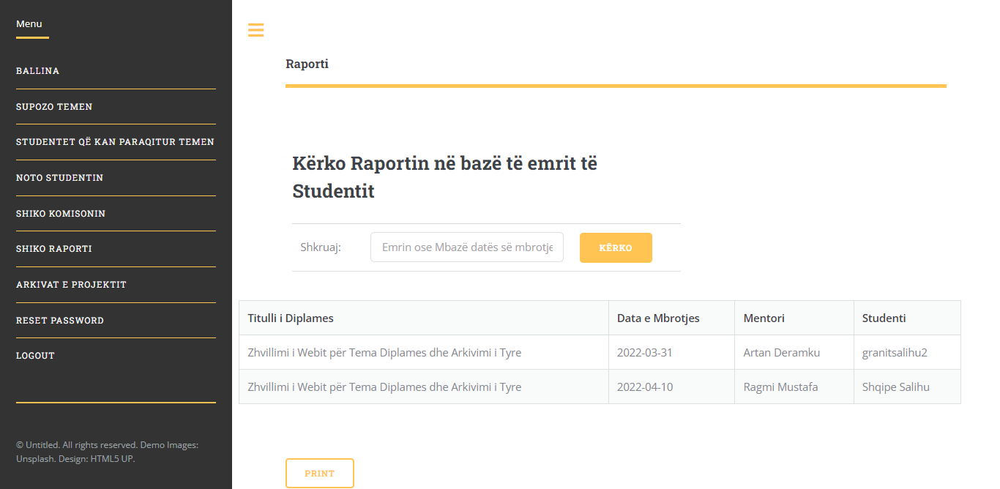 Menu
BALLINA
SUPOZO TEMEN
STUDENTET QË KAN PARAQITUR TEMEN
NOTO STUDENTIN
SHIKO KOMISONIN
SHIKO RAPORTI
ARKIVAT E PROJEKTIT
RESET PASSWORD
LOGOUT
© Untitled. All rights reserved. Demo Images:
Unsplash. Design: HTML5 UP.
Raporti
Kërko Raportin në bazë të emrit të
Studentit
Shkruaj: Emrin ose Mbazë datës së mbrotje KËRKO
Titulli i Diplames Data e Mbrotjes Mentori Studenti
Zhvillimi i Webit për Tema Diplames dhe Arkivimi i Tyre 2022-03-31 Artan Deramku granitsalihu2
Zhvillimi i Webit për Tema Diplames dhe Arkivimi i Tyre 2022-04-10 Ragmi Mustafa Shqipe Salihu
PRINT